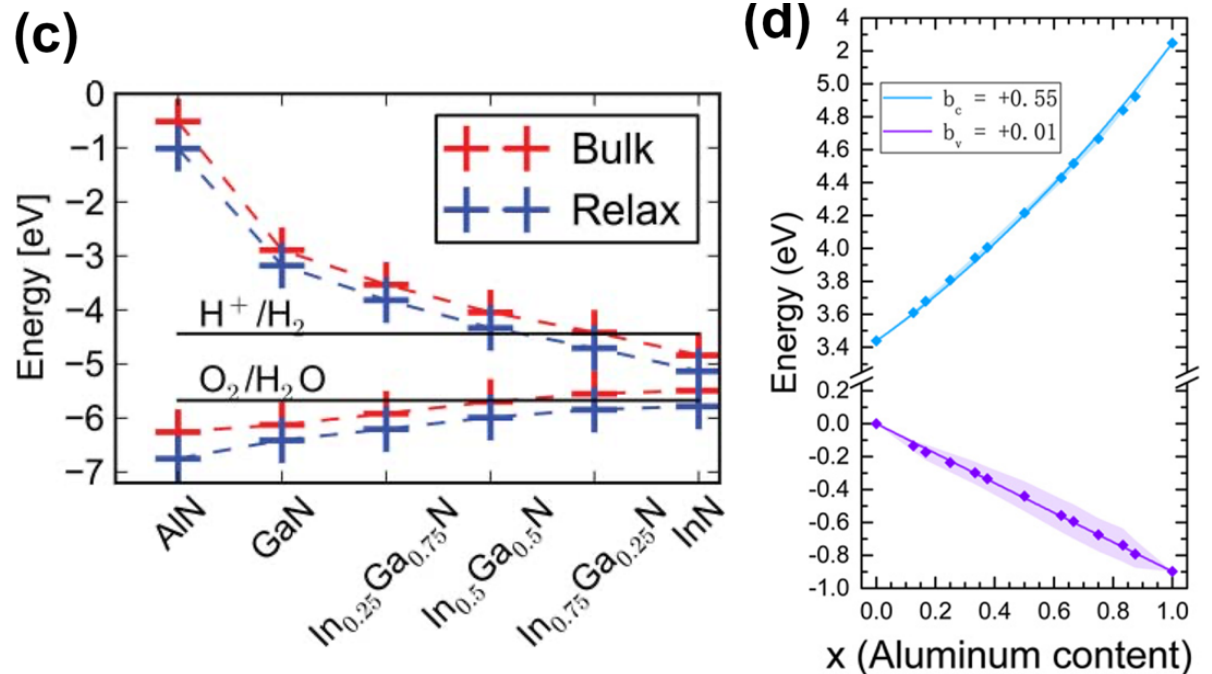 (c)
0
−1
−2
−3
−4
−5
−6
−7
Energy [eV]
Bulk
Relax
H⁺/H₂
O₂/H₂O
AlN
GaN
In₀.₂₅Ga₀.₇₅N
In₀.₅Ga₀.₅N
In₀.₇₅Ga₀.₂₅N
InN
(d)
4
2
5.0
4.8
4.6
4.4
4.2
4.0
3.8
3.6
3.4
0.2
0.0
-0.2
-0.4
-0.6
-0.8
-1.0
Energy (eV)
b_c = +0.55
b_v = +0.01
0.0 0.2 0.4 0.6 0.8 1.0
x (Aluminum content)